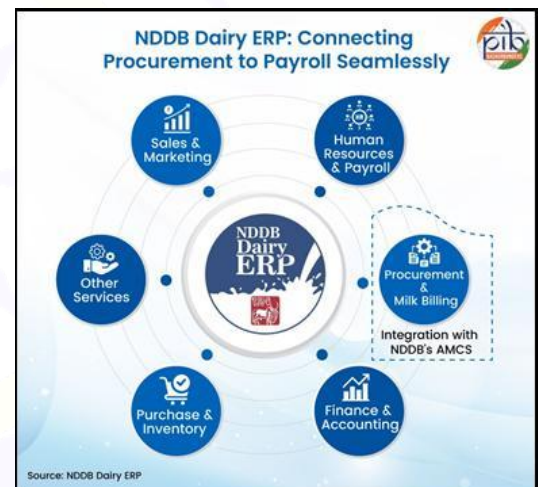 NDDB Dairy ERP: Connecting
Procurement to Payroll Seamlessly
pib
Sales &
Marketing
HR
Human
Resources
& Payroll
NDDB
Dairy
ERP
Other
Services
Procurement
&
Milk Billing
Integration with
NDDB's AMCS
Purchase &
Inventory
Finance &
Accounting
Source: NDDB Dairy ERP